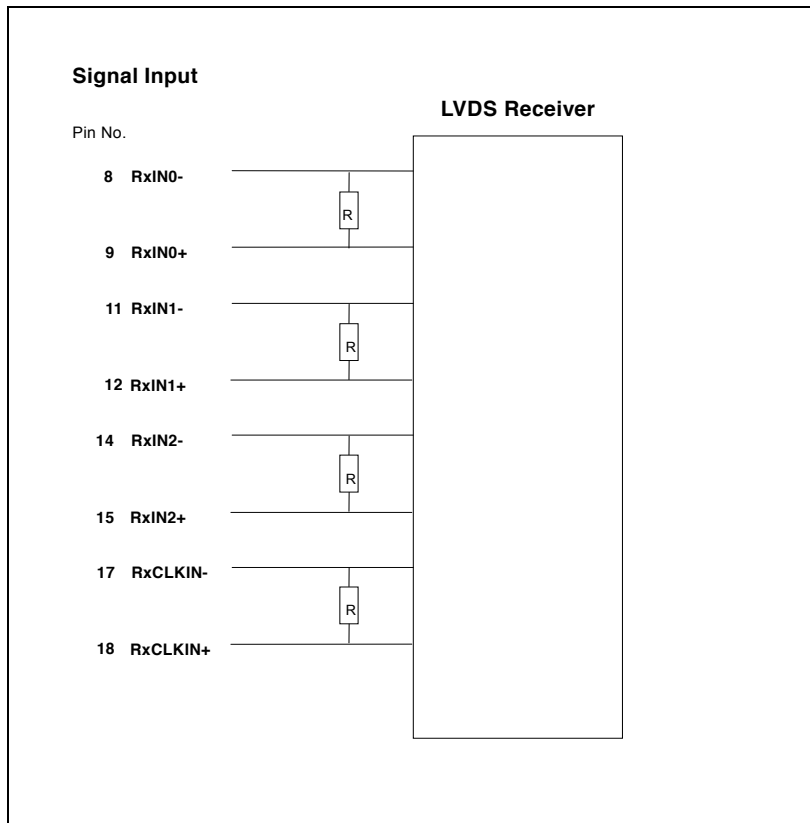 Signal Input
LVDS Receiver
Pin No.
8 RxIN0-
R
9 RxIN0+
11 RxIN1-
R
12 RxIN1+
14 RxIN2-
R
15 RxIN2+
17 RxCLKIN-
R
18 RxCLKIN+